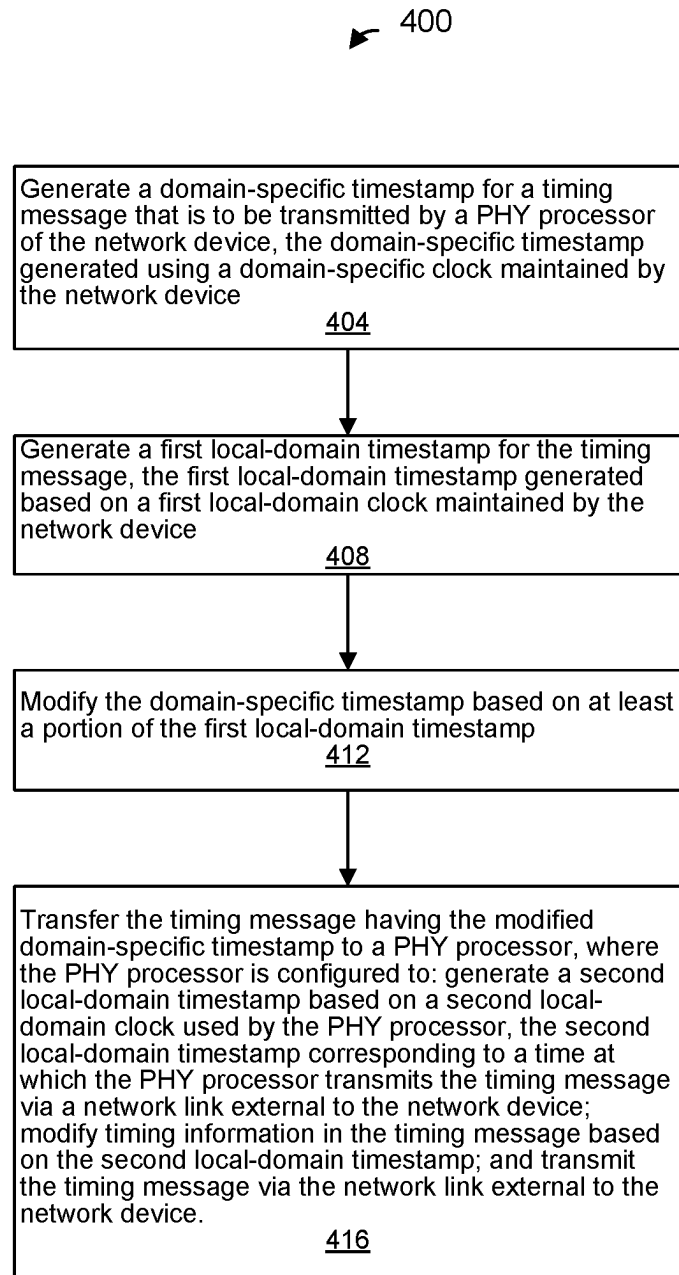 400
Generate a domain-specific timestamp for a timing
message that is to be transmitted by a PHY processor
of the network device, the domain-specific timestamp
generated using a domain-specific clock maintained by
the network device
404
Generate a first local-domain timestamp for the timing
message, the first local-domain timestamp generated
based on a first local-domain clock maintained by the
network device
408
Modify the domain-specific timestamp based on at least
a portion of the first local-domain timestamp
412
Transfer the timing message having the modified
domain-specific timestamp to a PHY processor, where
the PHY processor is configured to: generate a second
local-domain timestamp based on a second local-
domain clock used by the PHY processor, the second
local-domain timestamp corresponding to a time at
which the PHY processor transmits the timing message
via a network link external to the network device;
modify timing information in the timing message based
on the second local-domain timestamp; and transmit
the timing message via the network link external to the
network device.
416